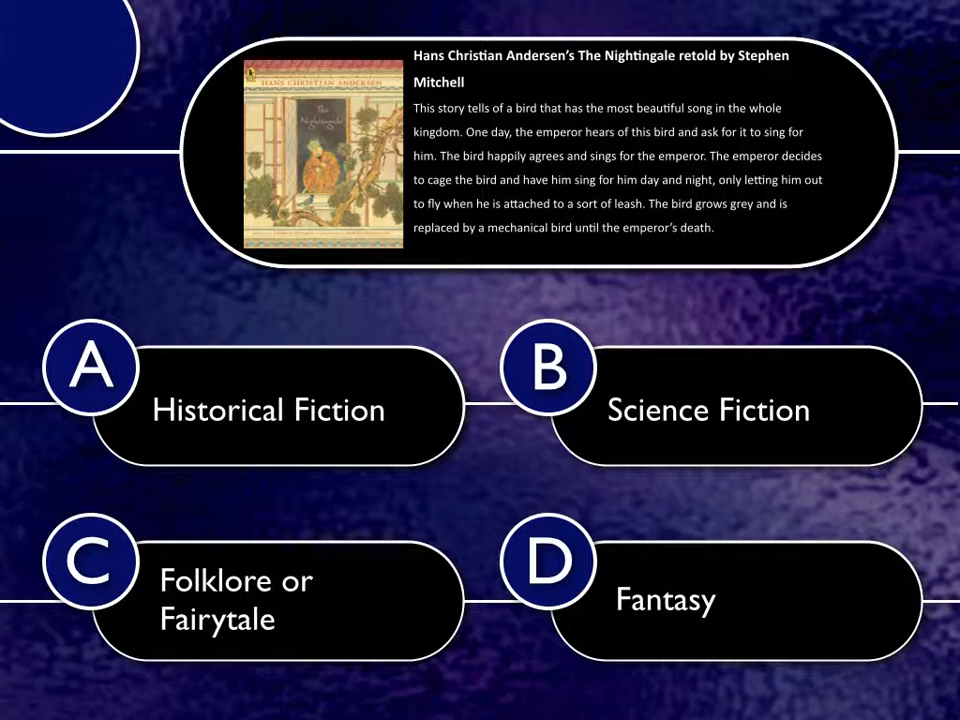 Hans Christian Andersen's The Nightingale retold by Stephen
Mitchell
This story tells of a bird that has the most beautiful song in the whole
kingdom. One day, the emperor hears of this bird and ask for it to sing for
him. The bird happily agrees and sings for the emperor. The emperor decides
to cage the bird and have him sing for him day and night, only letting him out
to fly when he is attached to a sort of leash. The bird grows grey and is
replaced by a mechanical bird until the emperor's death.
HANS CHRISTIAN ANDERSEN
The
Nightingale
A
Historical Fiction
B
Science Fiction
C
Folklore or
Fairytale
D
Fantasy